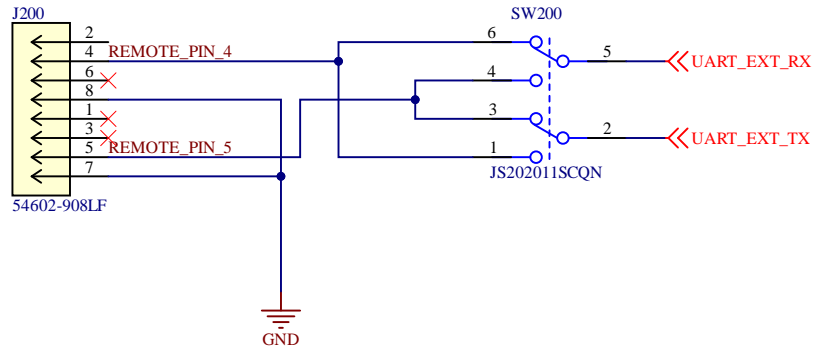 J200
SW200
2
4
REMOTE_PIN_4
6
8
1
3
REMOTE_PIN_5
5
7
54602-908LF
6
5
UART_EXT_RX
4
3
2
UART_EXT_TX
1
JS202011SCQN
GND